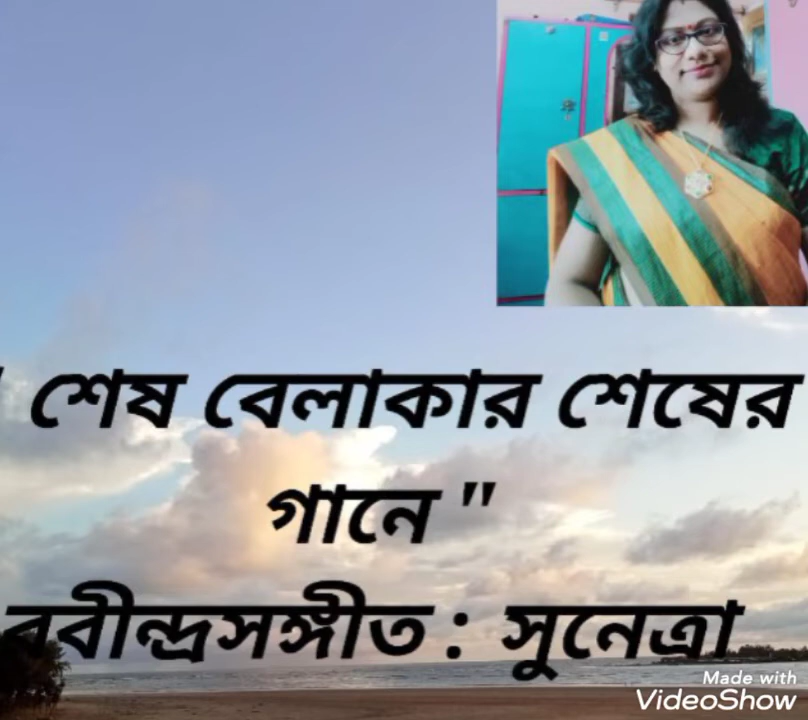 " শেষ বেলাকার শেষের
গানে "
রবীন্দ্রসঙ্গীত : সুনেত্রা
Made with
VideoShow